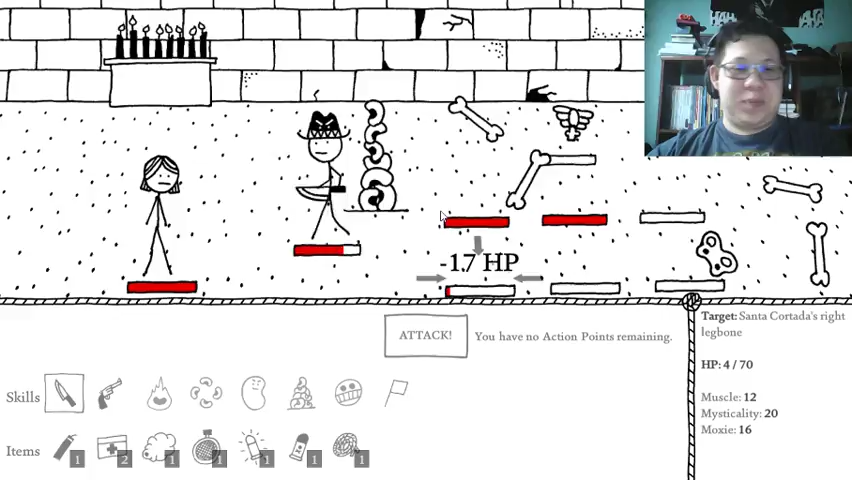 -17 HP
ATTACK!
You have no Action Points remaining.
Target: Santa Cortada's right
legbone
HP: 4 / 70
Muscle: 12
Mysticality: 20
Moxie: 16
Skills
Items
1
2
1
1
1
1
1